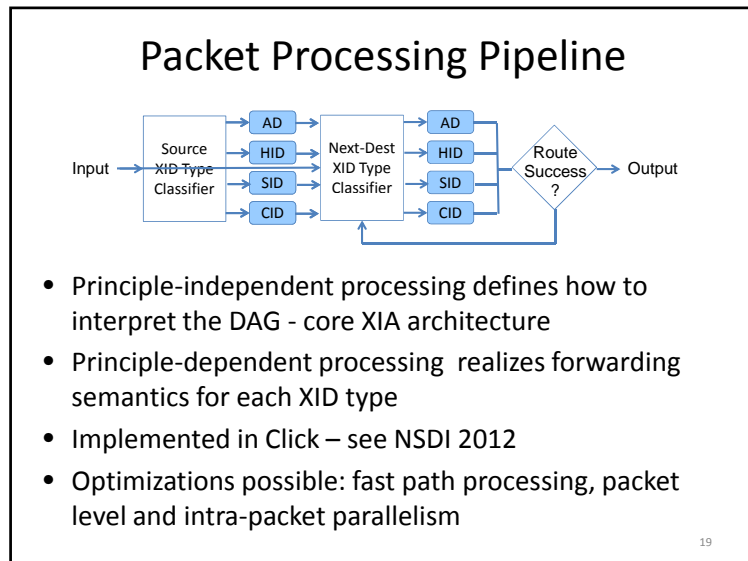 Packet Processing Pipeline
Input
Source
XID Type
Classifier
AD
HID
SID
CID
Next-Dest
XID Type
Classifier
AD
HID
SID
CID
Route
Success
?
Output
• Principle-independent processing defines how to
interpret the DAG - core XIA architecture
• Principle-dependent processing realizes forwarding
semantics for each XID type
• Implemented in Click – see NSDI 2012
• Optimizations possible: fast path processing, packet
level and intra-packet parallelism
19